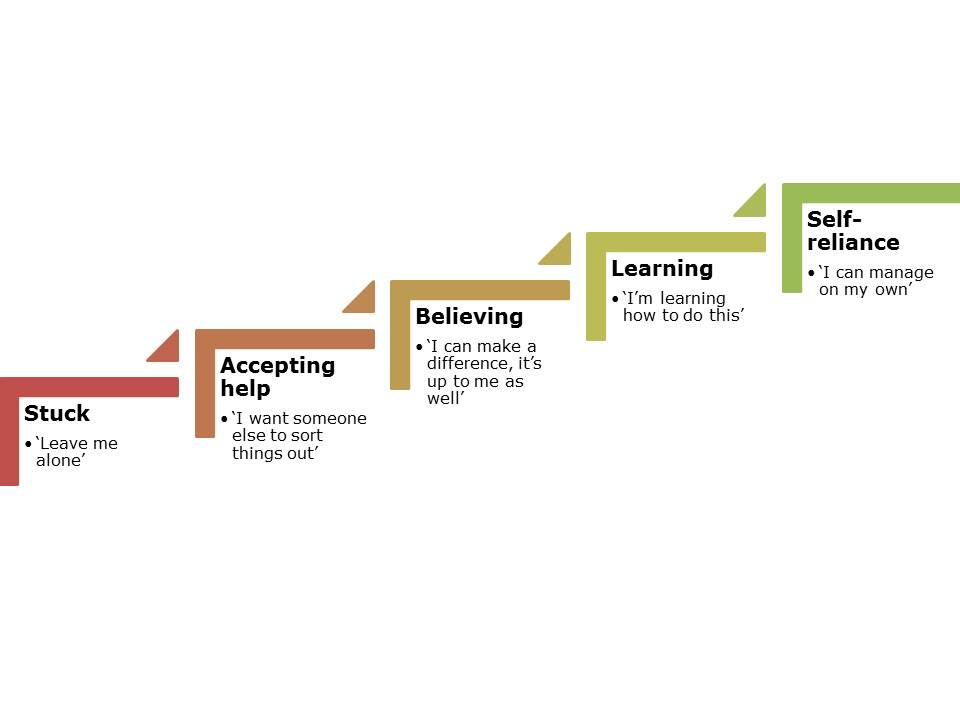 Stuck
•‘Leave me
alone’
Accepting
help
•‘I want someone
else to sort
things out’
Believing
•‘I can make a
difference, it’s
up to me as
well’
Learning
•‘I’m learning
how to do this’
Self-
reliance
•‘I can manage
on my own’